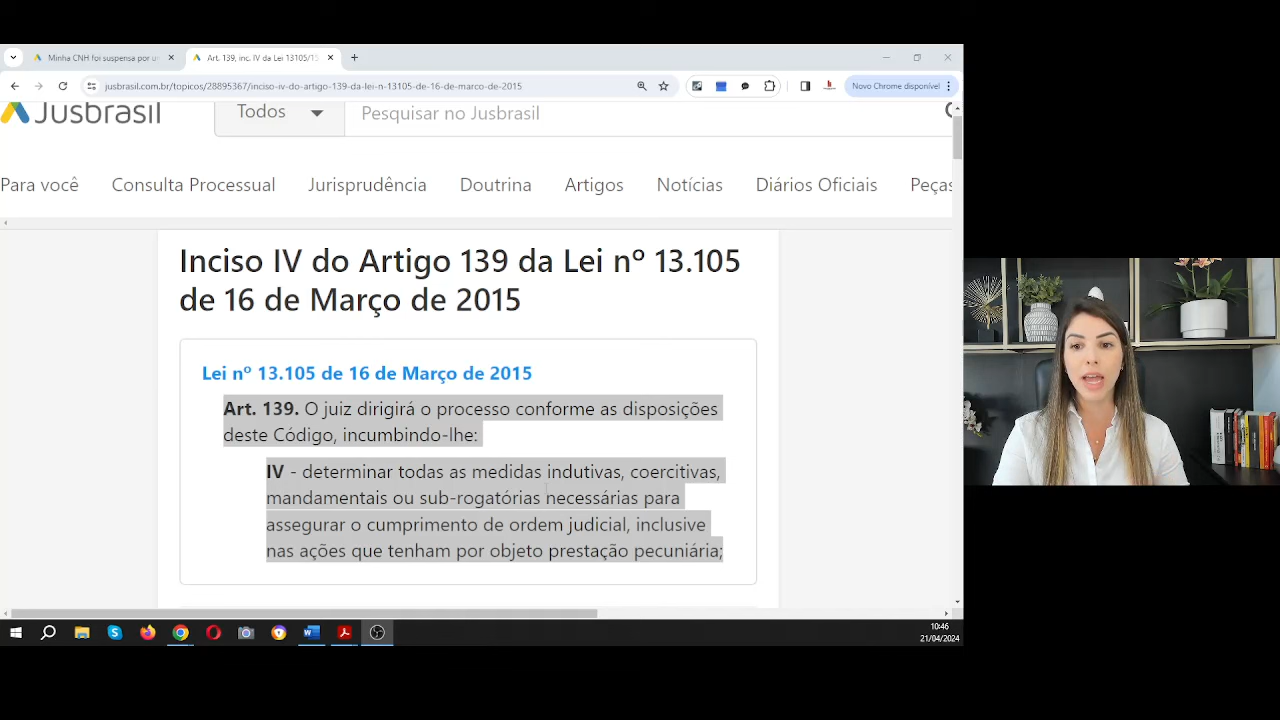 Minha CNH foi suspensa por u
Art. 139, inc. IV da Lei 13105/15
jusbrasil.com.br/topicos/28895367/inciso-iv-do-artigo-139-da-lei-n-13105-de-16-de-marco-de-2015
Novo Chrome disponível
Jusbrasil
Todos
Pesquisar no Jusbrasil
Para você
Consulta Processual
Jurisprudência
Doutrina
Artigos
Notícias
Diários Oficiais
Peças
Inciso IV do Artigo 139 da Lei nº 13.105
de 16 de Março de 2015
Lei nº 13.105 de 16 de Março de 2015
Art. 139. O juiz dirigirá o processo conforme as disposições
deste Código, incumbindo-lhe:
IV - determinar todas as medidas indutivas, coercitivas,
mandamentais ou sub-rogatórias necessárias para
assegurar o cumprimento de ordem judicial, inclusive
nas ações que tenham por objeto prestação pecuniária;
10:46
21/04/2024